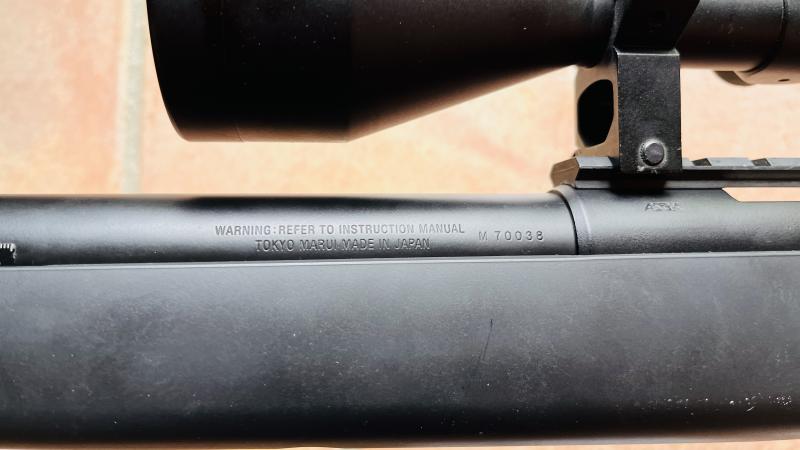 WARNING:REFER TO INSTRUCTION MANUAL
TOKYO MARUI MADE IN JAPAN
M 70038